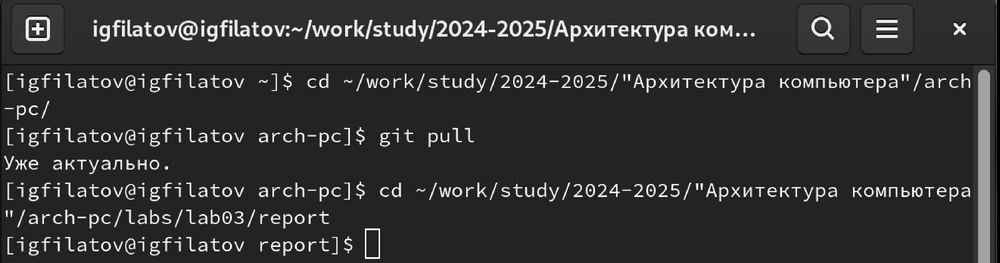 igfilatov@igfilatov:~/work/study/2024-2025/Архитектура ком...
[igfilatov@igfilatov ~]$ cd ~/work/study/2024-2025/"Архитектура компьютера"/arch
-pc/
[igfilatov@igfilatov arch-pc]$ git pull
Уже актуально.
[igfilatov@igfilatov arch-pc]$ cd ~/work/study/2024-2025/"Архитектура компьютера
"/arch-pc/labs/lab03/report
[igfilatov@igfilatov report]$